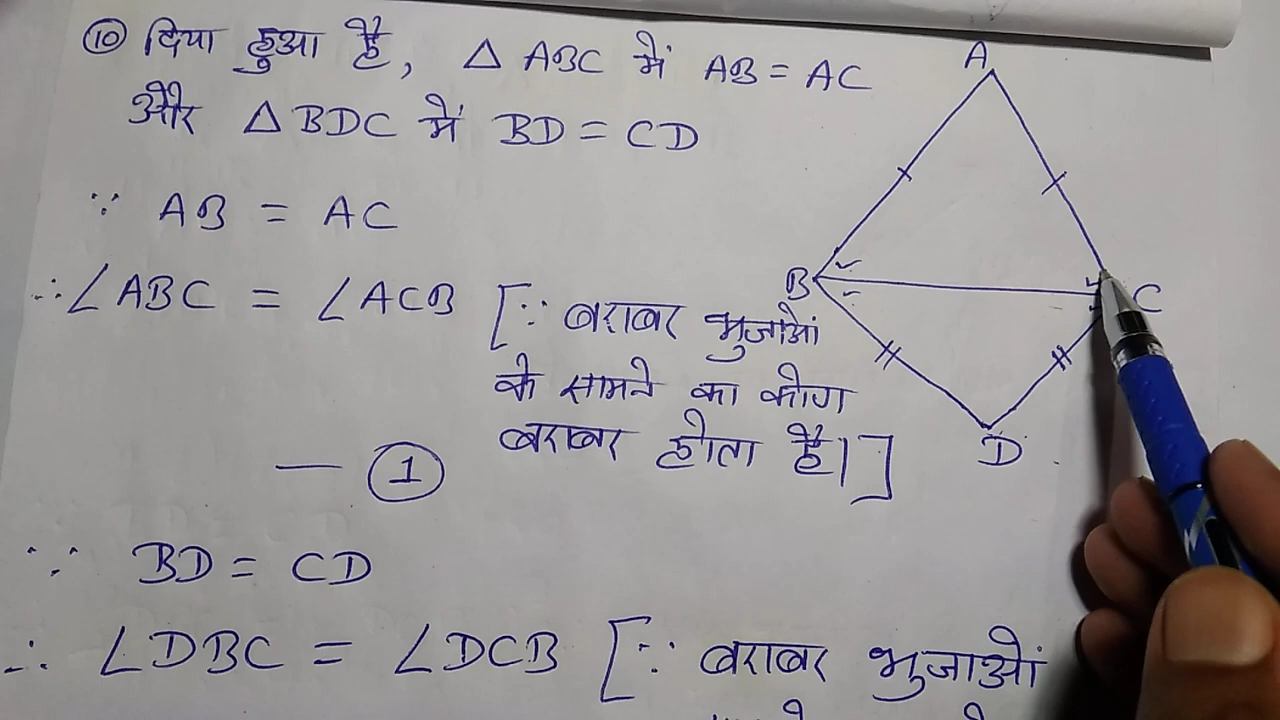 ⑩ दिया हुआ है, △ ABC में AB = AC
और △ BDC में BD = CD
∵ AB = AC
∴ ∠ABC = ∠ACB [∵ बराबर भुजाओं
के सामने का कोण
बराबर होता है।]
— ①
∵ BD = CD
∴ ∠DBC = ∠DCB [∵ बराबर भुजाओं
A
B
C
D